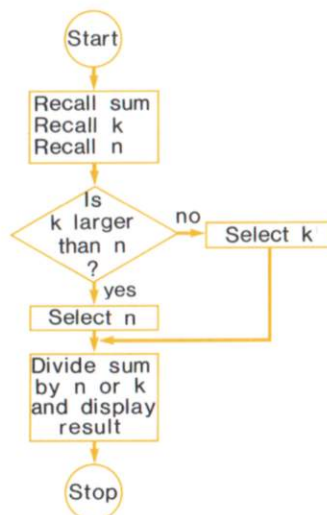 Start
Recall sum
Recall k
Recall n
Is
k larger
than n
?
no
Select k
yes
Select n
Divide sum
by n or k
and display
result
Stop